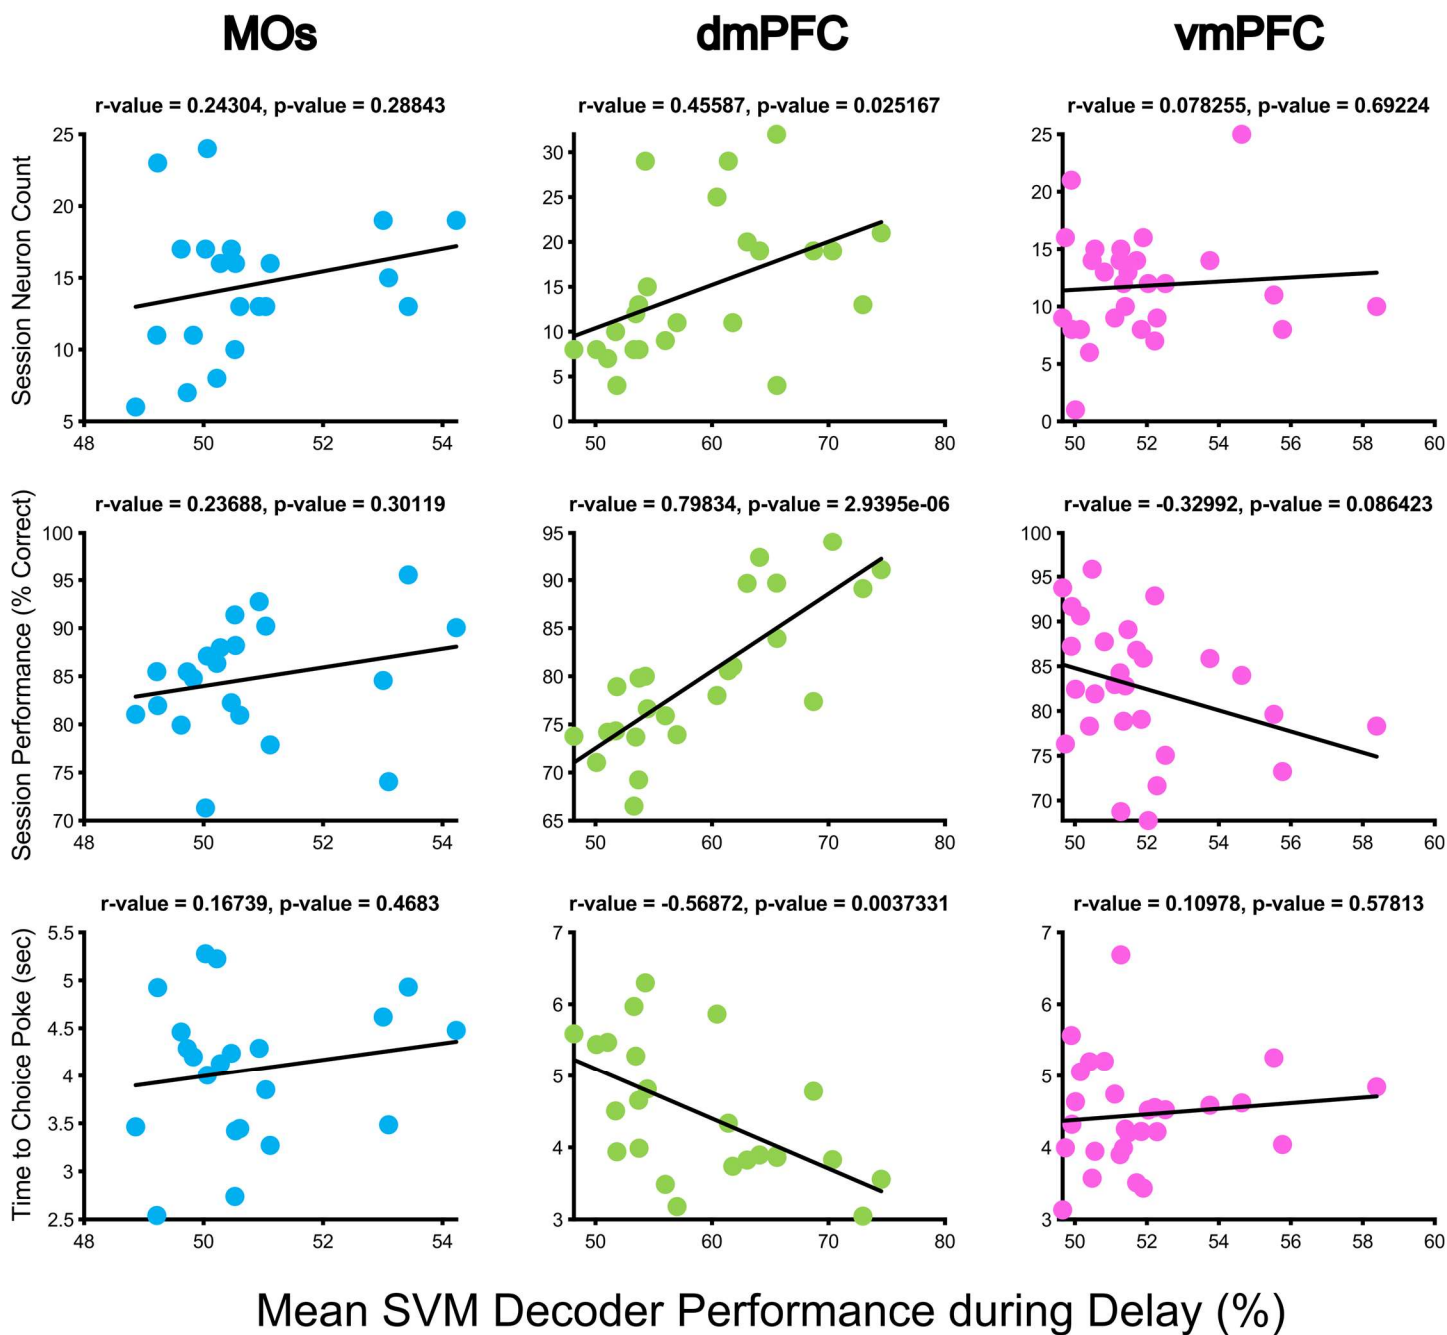 MOs dmPFC vmPFC
r-value = 0.24304, p-value = 0.28843
r-value = 0.45587, p-value = 0.025167
r-value = 0.078255, p-value = 0.69224
Session Neuron Count
25
20
15
10
5
48 50 52 54
30
25
20
15
10
5
0
50 60 70 80
25
20
15
10
5
0
50 52 54 56 58 60
r-value = 0.23688, p-value = 0.30119
r-value = 0.79834, p-value = 2.9395e-06
r-value = -0.32992, p-value = 0.086423
Session Performance (% Correct)
100
95
90
85
80
75
70
48 50 52 54
95
90
85
80
75
70
65
50 60 70 80
100
95
90
85
80
75
70
50 52 54 56 58 60
r-value = 0.16739, p-value = 0.4683
r-value = -0.56872, p-value = 0.0037331
r-value = 0.10978, p-value = 0.57813
Time to Choice Poke (sec)
5.5
5
4.5
4
3.5
3
2.5
48 50 52 54
7
6
5
4
3
50 60 70 80
7
6
5
4
3
50 52 54 56 58 60
Mean SVM Decoder Performance during Delay (%)